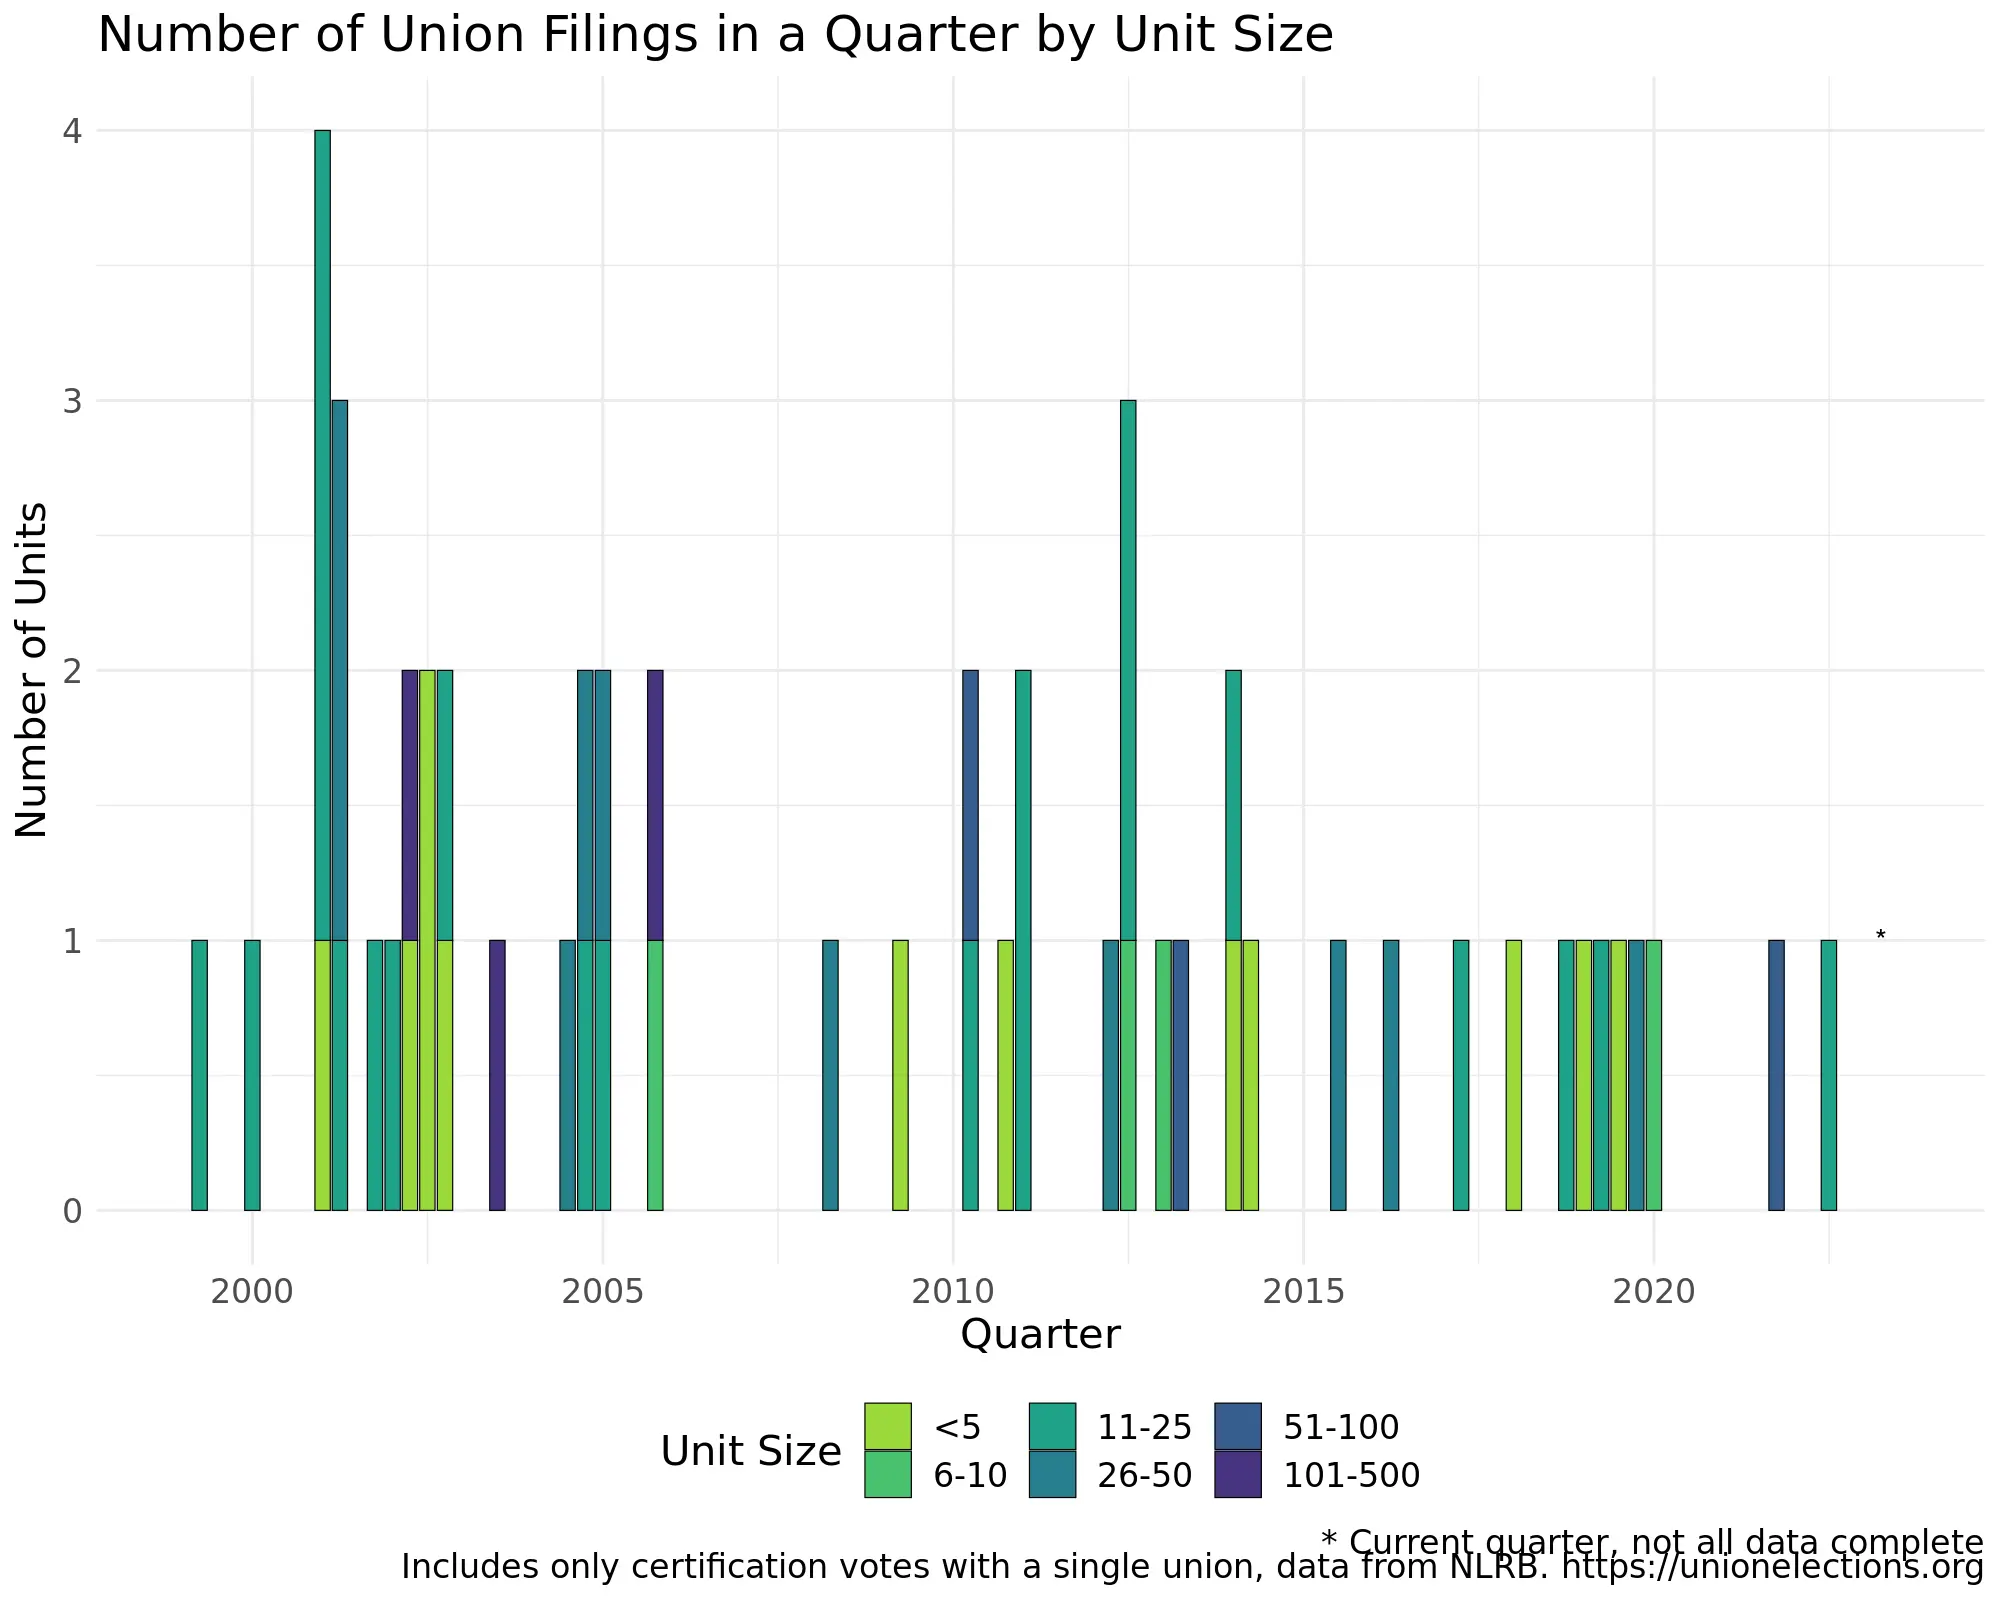 Number of Union Filings in a Quarter by Unit Size
4
3
2
1
0
Number of Units
*
2000 2005 2010 2015 2020
Quarter
Unit Size
<5 11-25 51-100
6-10 26-50 101-500
* Current quarter, not all data complete
Includes only certification votes with a single union, data from NLRB. https://unionelections.org